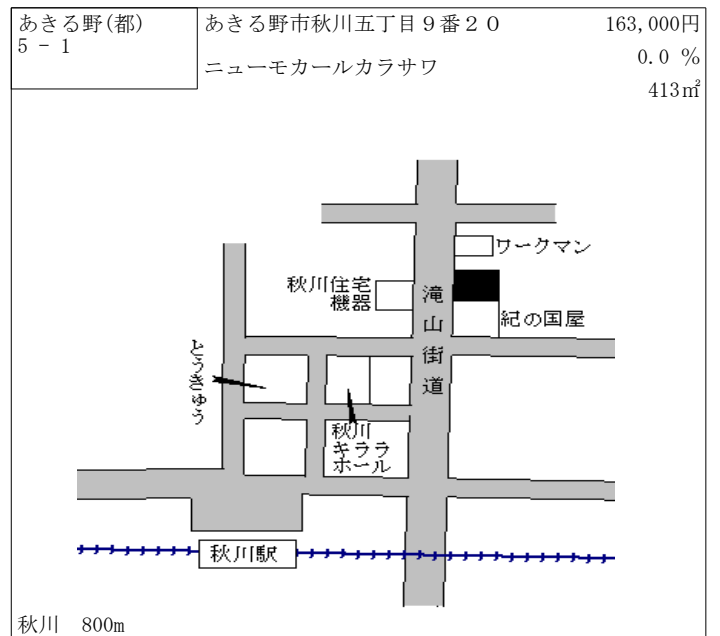 あきる野(都)
5 - 1
あきる野市秋川五丁目９番２０
ニューモカールカラサワ
163,000円
0.0 %
413㎡
ワークマン
秋川住宅
機器
滝山街道
紀の国屋
とうきゅう
秋川
キララ
ホール
秋川駅
秋川 800m